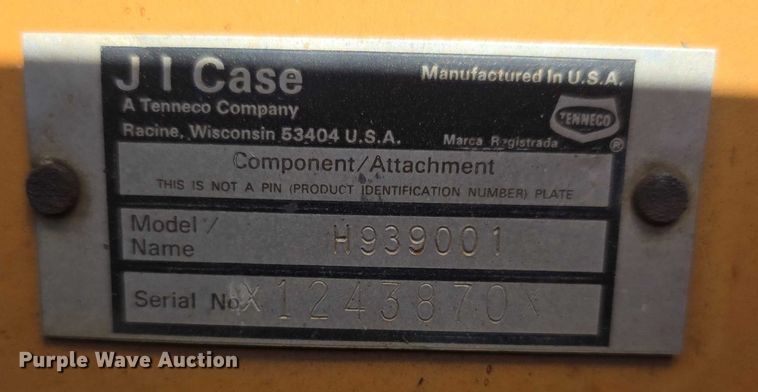 J I Case
Manufactured In U.S.A.
A Tenneco Company
TENNECO
Racine, Wisconsin 53404 U.S.A.
Marca Registrada ®
Component/Attachment
THIS IS NOT A PIN (PRODUCT IDENTIFICATION NUMBER) PLATE
Model/
Name H939001
Serial No X1243870X
Purple Wave Auction